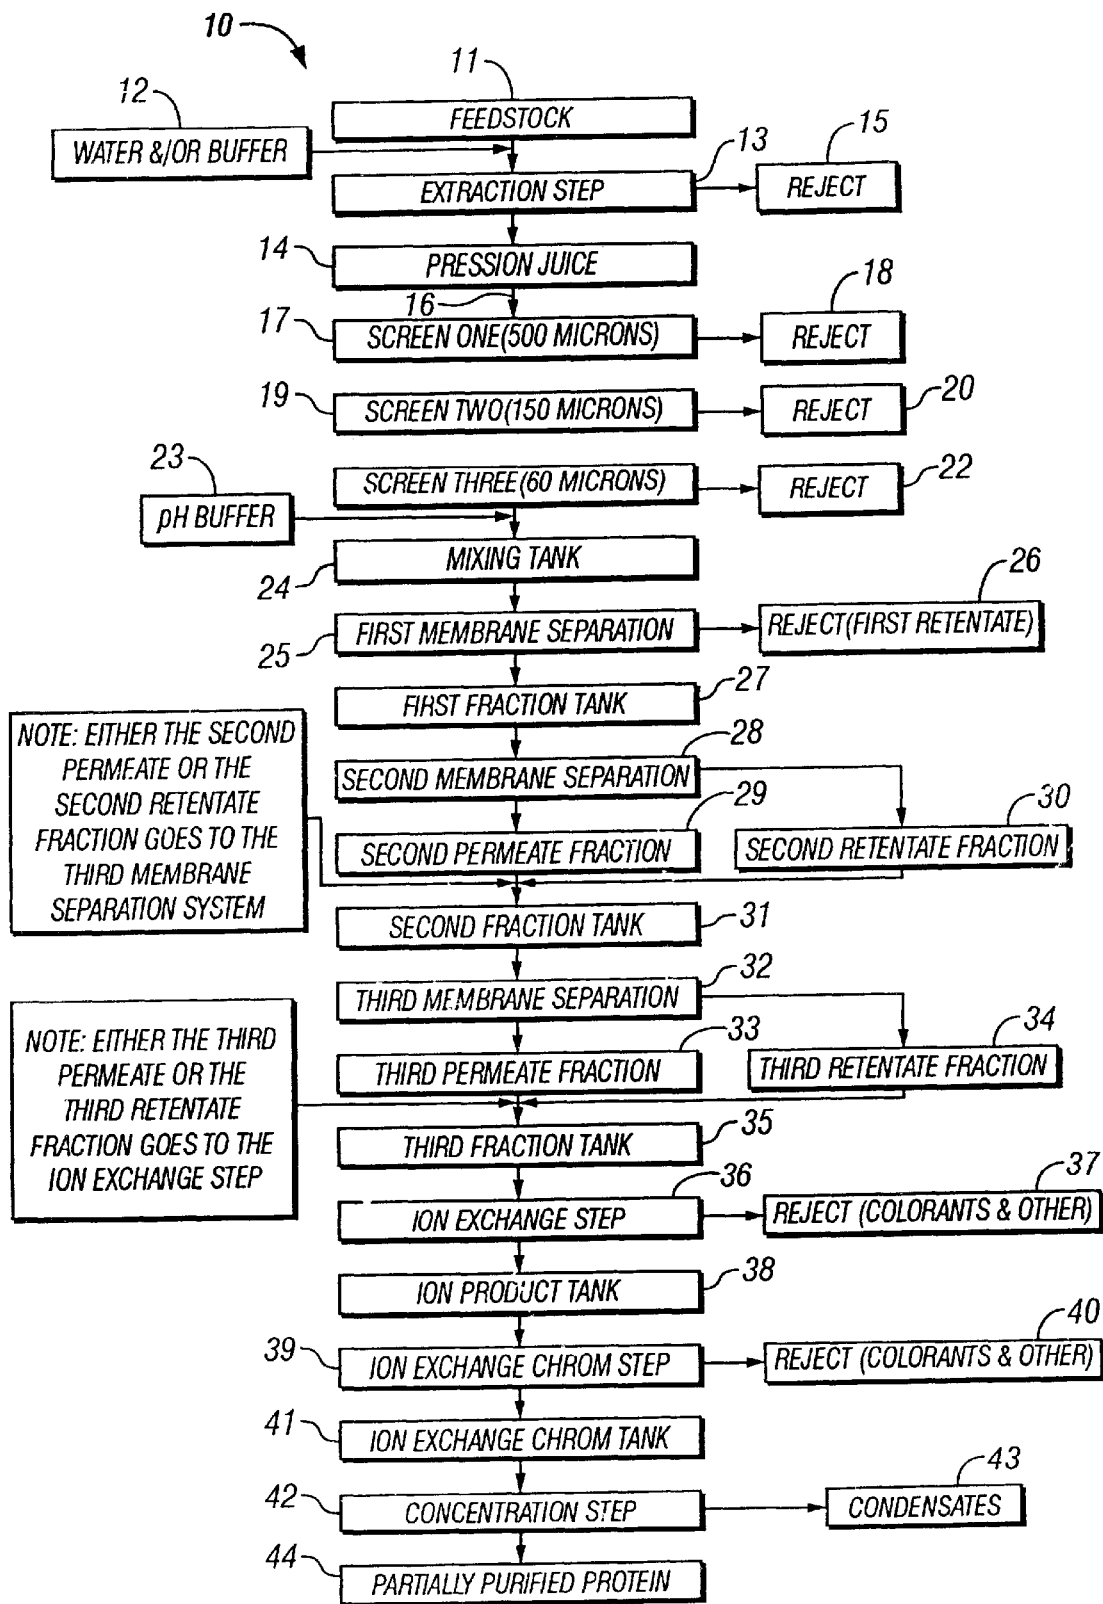 10
11
12
FEEDSTOCK
WATER &/OR BUFFER
13
15
EXTRACTION STEP
REJECT
14
PRESSION JUICE
16
18
17
SCREEN ONE(500 MICRONS)
REJECT
19
SCREEN TWO(150 MICRONS)
REJECT
20
23
SCREEN THREE(60 MICRONS)
REJECT
22
pH BUFFER
MIXING TANK
24
26
FIRST MEMBRANE SEPARATION
REJECT(FIRST RETENTATE)
25
27
FIRST FRACTION TANK
NOTE: EITHER THE SECOND
PERMEATE OR THE
SECOND RETENTATE
FRACTION GOES TO THE
THIRD MEMBRANE
SEPARATION SYSTEM
28
SECOND MEMBRANE SEPARATION
29
30
SECOND PERMEATE FRACTION
SECOND RETENTATE FRACTION
31
SECOND FRACTION TANK
32
THIRD MEMBRANE SEPARATION
NOTE: EITHER THE THIRD
PERMEATE OR THE
THIRD RETENTATE
FRACTION GOES TO THE
ION EXCHANGE STEP
33
34
THIRD PERMEATE FRACTION
THIRD RETENTATE FRACTION
35
THIRD FRACTION TANK
36
37
ION EXCHANGE STEP
REJECT (COLORANTS & OTHER)
38
ION PRODUCT TANK
39
40
ION EXCHANGE CHROM STEP
REJECT (COLORANTS & OTHER)
41
ION EXCHANGE CHROM TANK
43
42
CONCENTRATION STEP
CONDENSATES
44
PARTIALLY PURIFIED PROTEIN